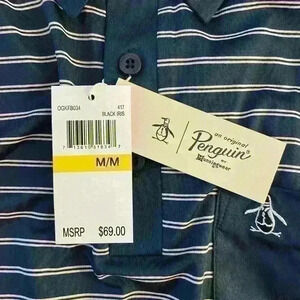 OGKFB034
417
BLACK IRIS
M/M
MSRP $69.00
an original
Penguin®
BY
Munsingwear